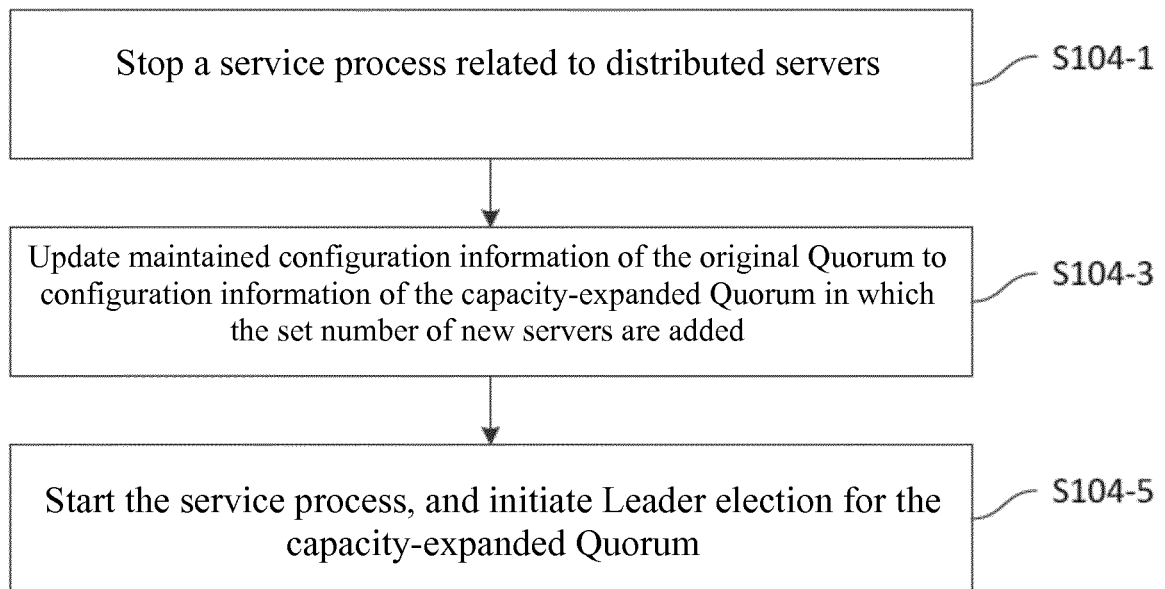 Stop a service process related to distributed servers
S104-1
Update maintained configuration information of the original Quorum to
configuration information of the capacity-expanded Quorum in which
the set number of new servers are added
S104-3
Start the service process, and initiate Leader election for the
capacity-expanded Quorum
S104-5